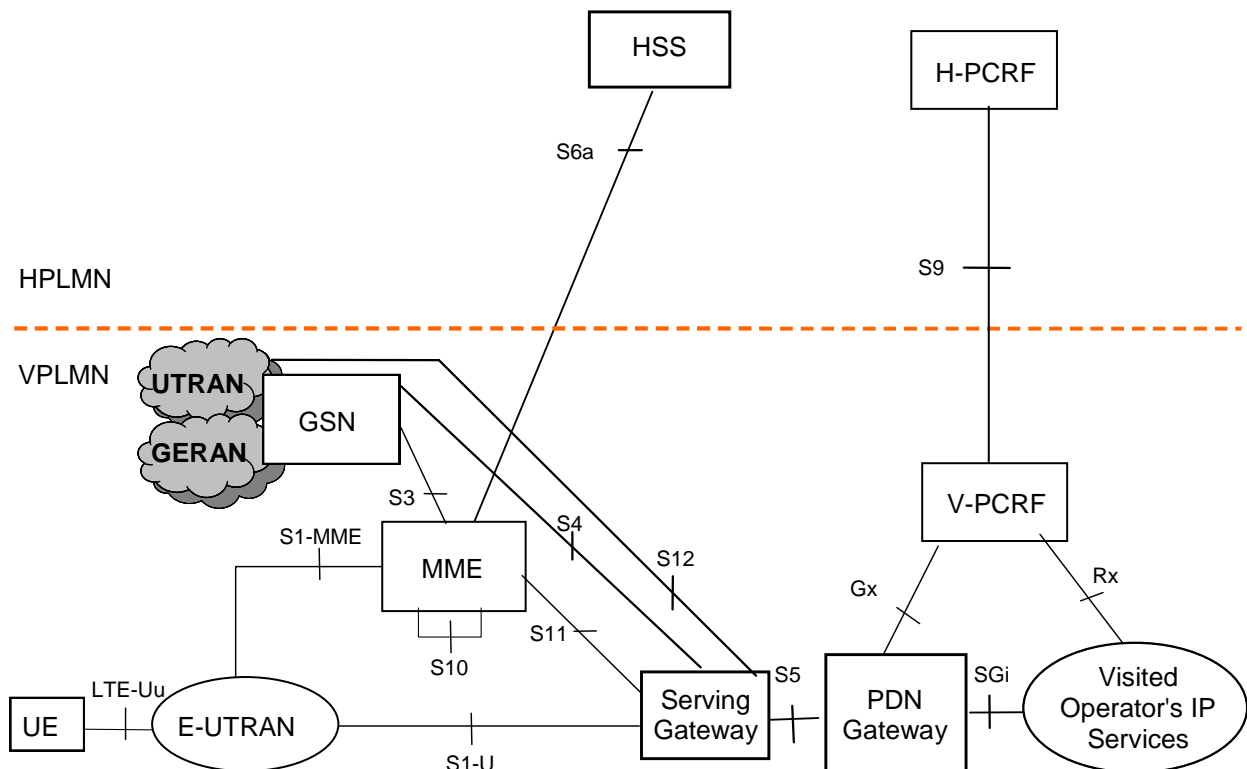 HSS
H-PCRF
S6a
S9
HPLMN
VPLMN
UTRAN
GSN
GERAN
S3
S4
V-PCRF
S1-MME
MME
S12
Gx
Rx
S11
S10
LTE-Uu
S5
SGi
UE
E-UTRAN
Serving
Gateway
PDN
Gateway
Visited
Operator's IP
Services
S1-U